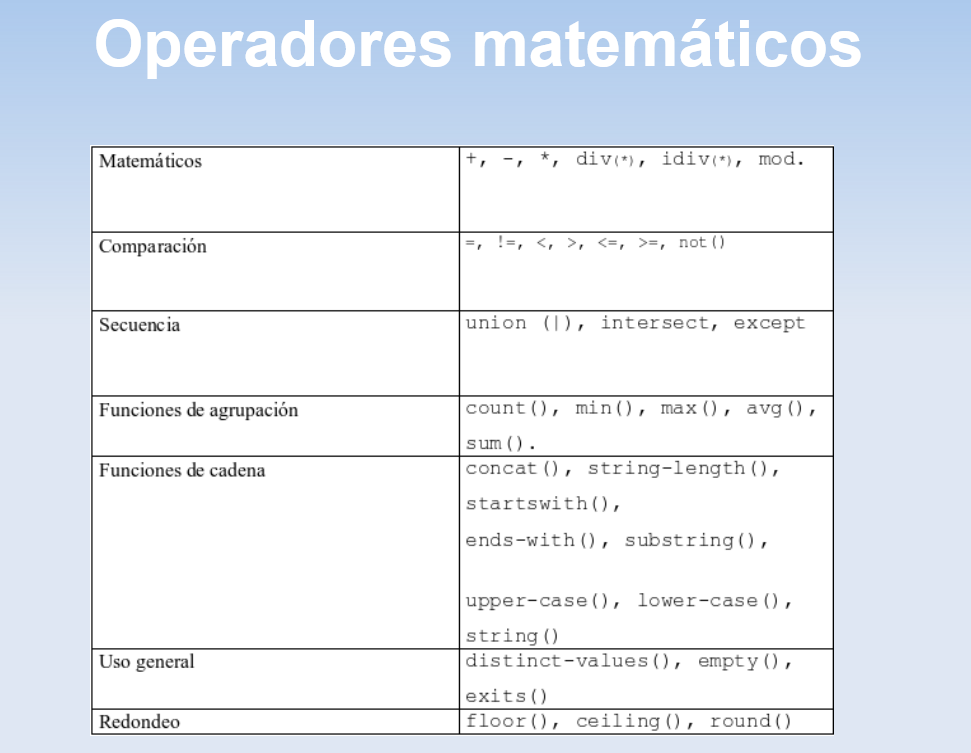 Operadores matemáticos
Matemáticos
+, -, *, div(*), idiv(*), mod.
Comparación
=, !=, <, >, <=, >=, not()
Secuencia
union (|), intersect, except
Funciones de agrupación
count(), min(), max(), avg(),
sum().
Funciones de cadena
concat(), string-length(),
startswith(),
ends-with(), substring(),
upper-case(), lower-case(),
string()
Uso general
distinct-values(), empty(),
exits()
Redondeo
floor(), ceiling(), round()